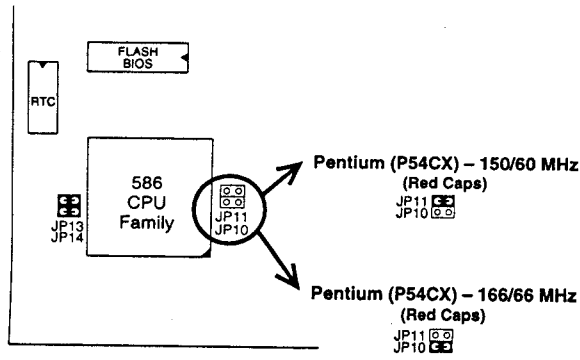 FLASH
BIOS
RTC
586
CPU
Family
JP13
JP14
JP11
JP10
Pentium (P54CX) – 150/60 MHz
(Red Caps)
JP11
JP10
Pentium (P54CX) – 166/66 MHz
(Red Caps)
JP11
JP10